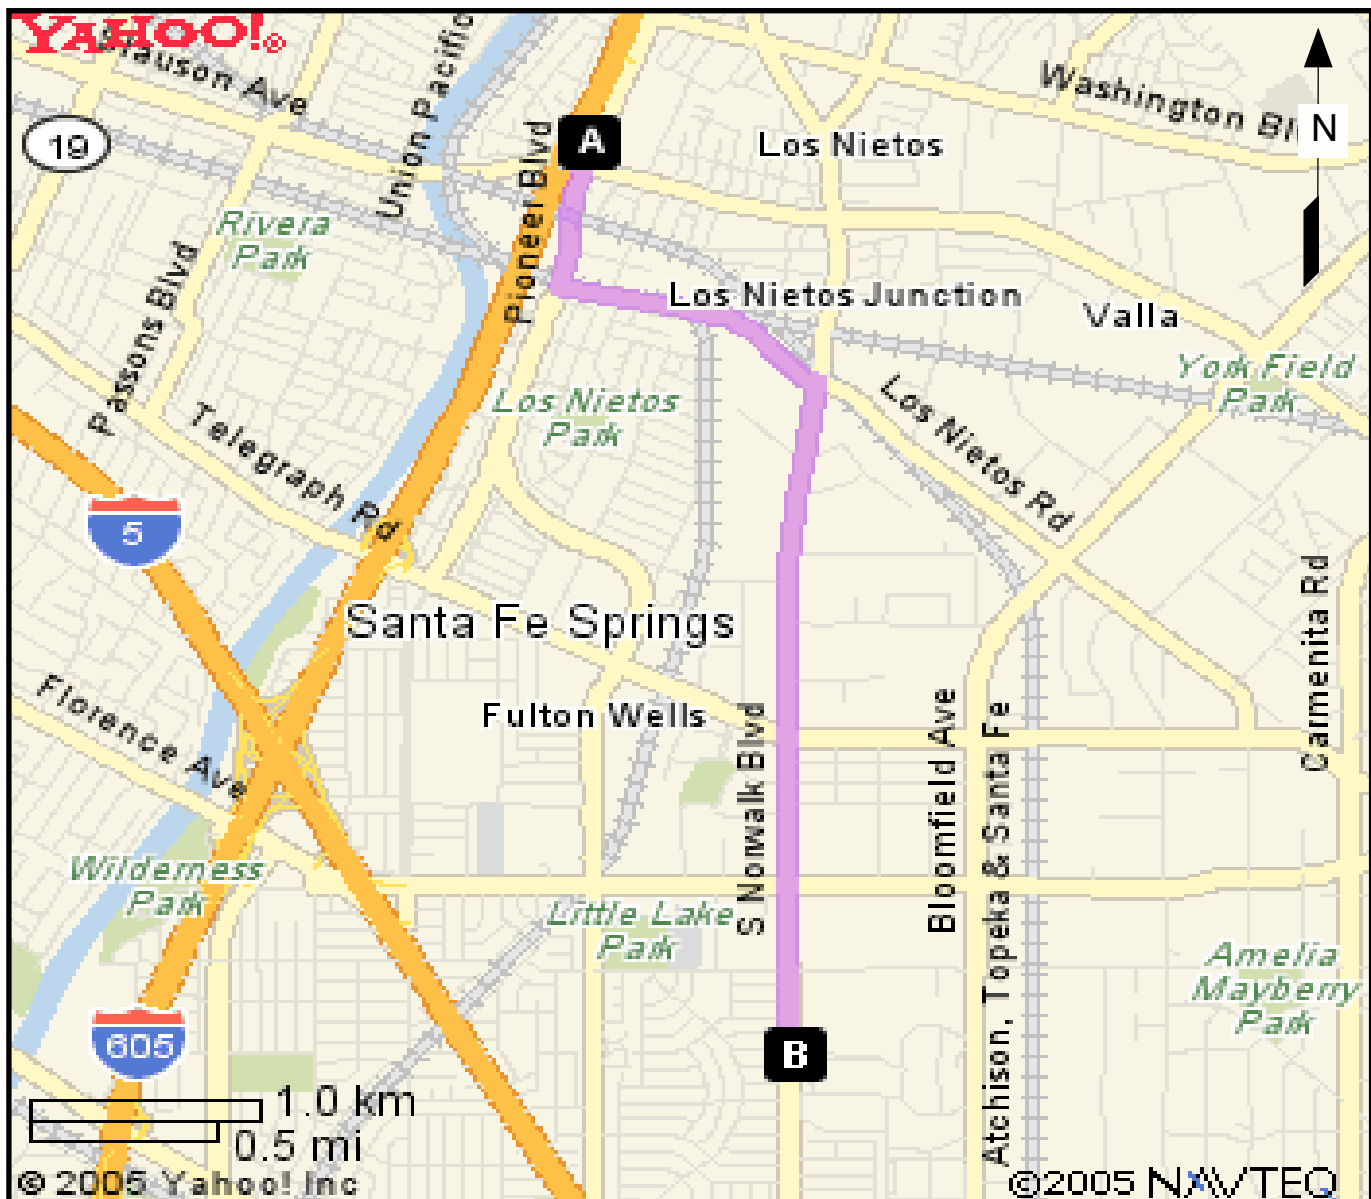 YAHOO!®
Slauson Ave
Union Pacific
Washington Bl
N
19
A
Los Nietos
Pioneer Blvd
Rivera
Park
Passons Blvd
Los Nietos Junction
Valla
York Field
Park
Los Nietos
Park
Los Nietos Rd
Telegraph Rd
5
Santa Fe Springs
Carmenita Rd
Florence Ave
Fulton Wells
S Norwalk Blvd
Bloomfield Ave
Atchison, Topeka & Santa Fe
Wilderness
Park
Little Lake
Park
Amelia
Mayberry
Park
605
B
1.0 km
0.5 mi
© 2005 Yahoo! Inc
©2005 NAVTEQ